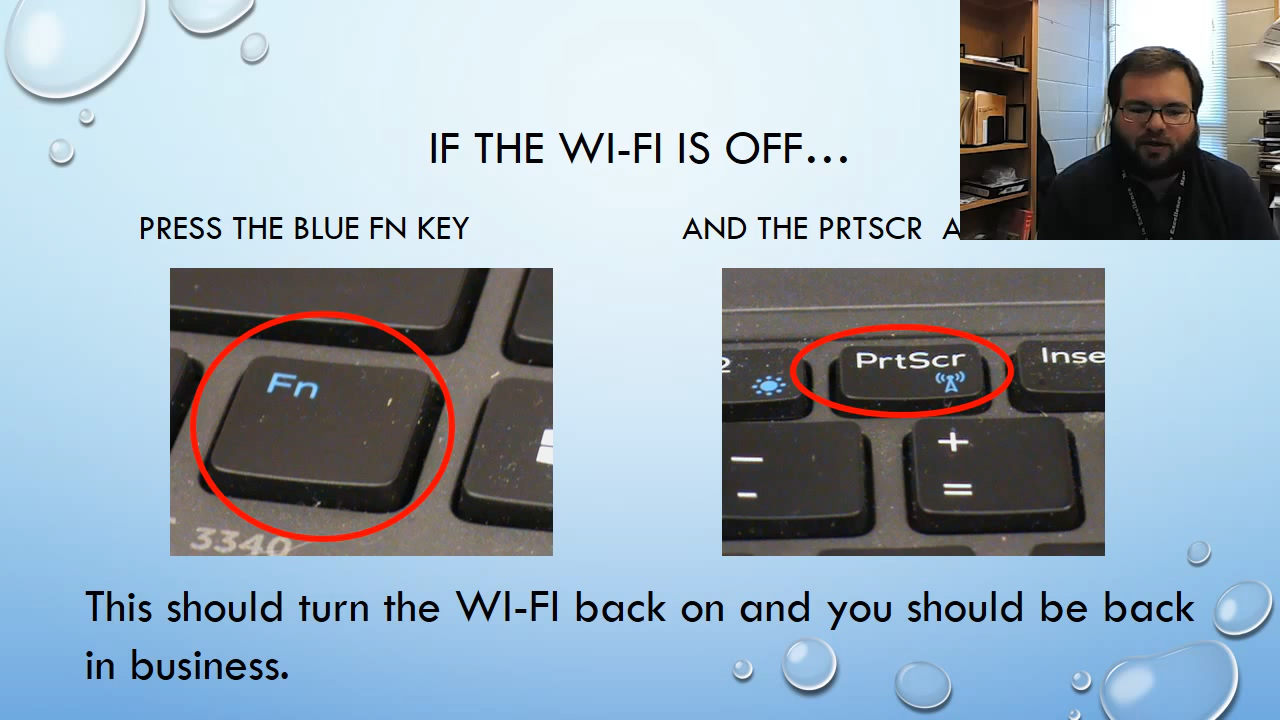 IF THE WI-FI IS OFF...
PRESS THE BLUE FN KEY
AND THE PRTSCR A
Fn
3340
PrtScr
Inse
2
+
=
–
-
This should turn the WI-FI back on and you should be back
in business.